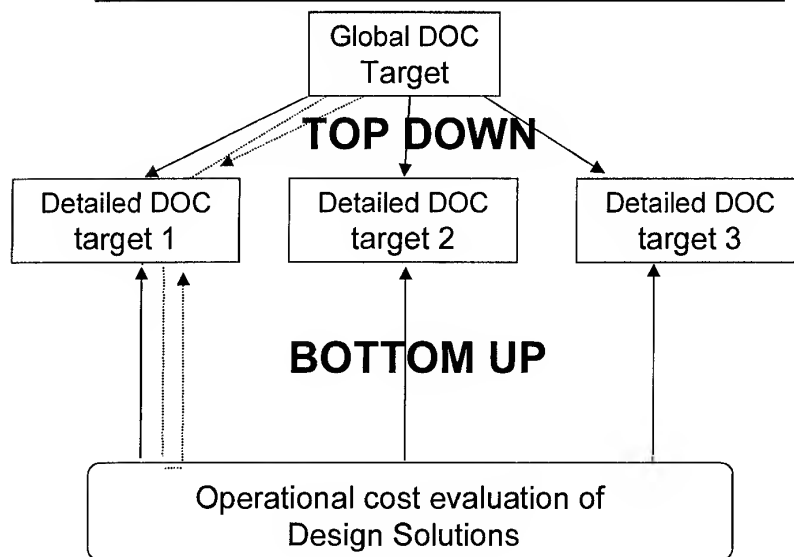 Global DOC
Target
TOP DOWN
Detailed DOC
target 1
Detailed DOC
target 2
Detailed DOC
target 3
BOTTOM UP
Operational cost evaluation of
Design Solutions